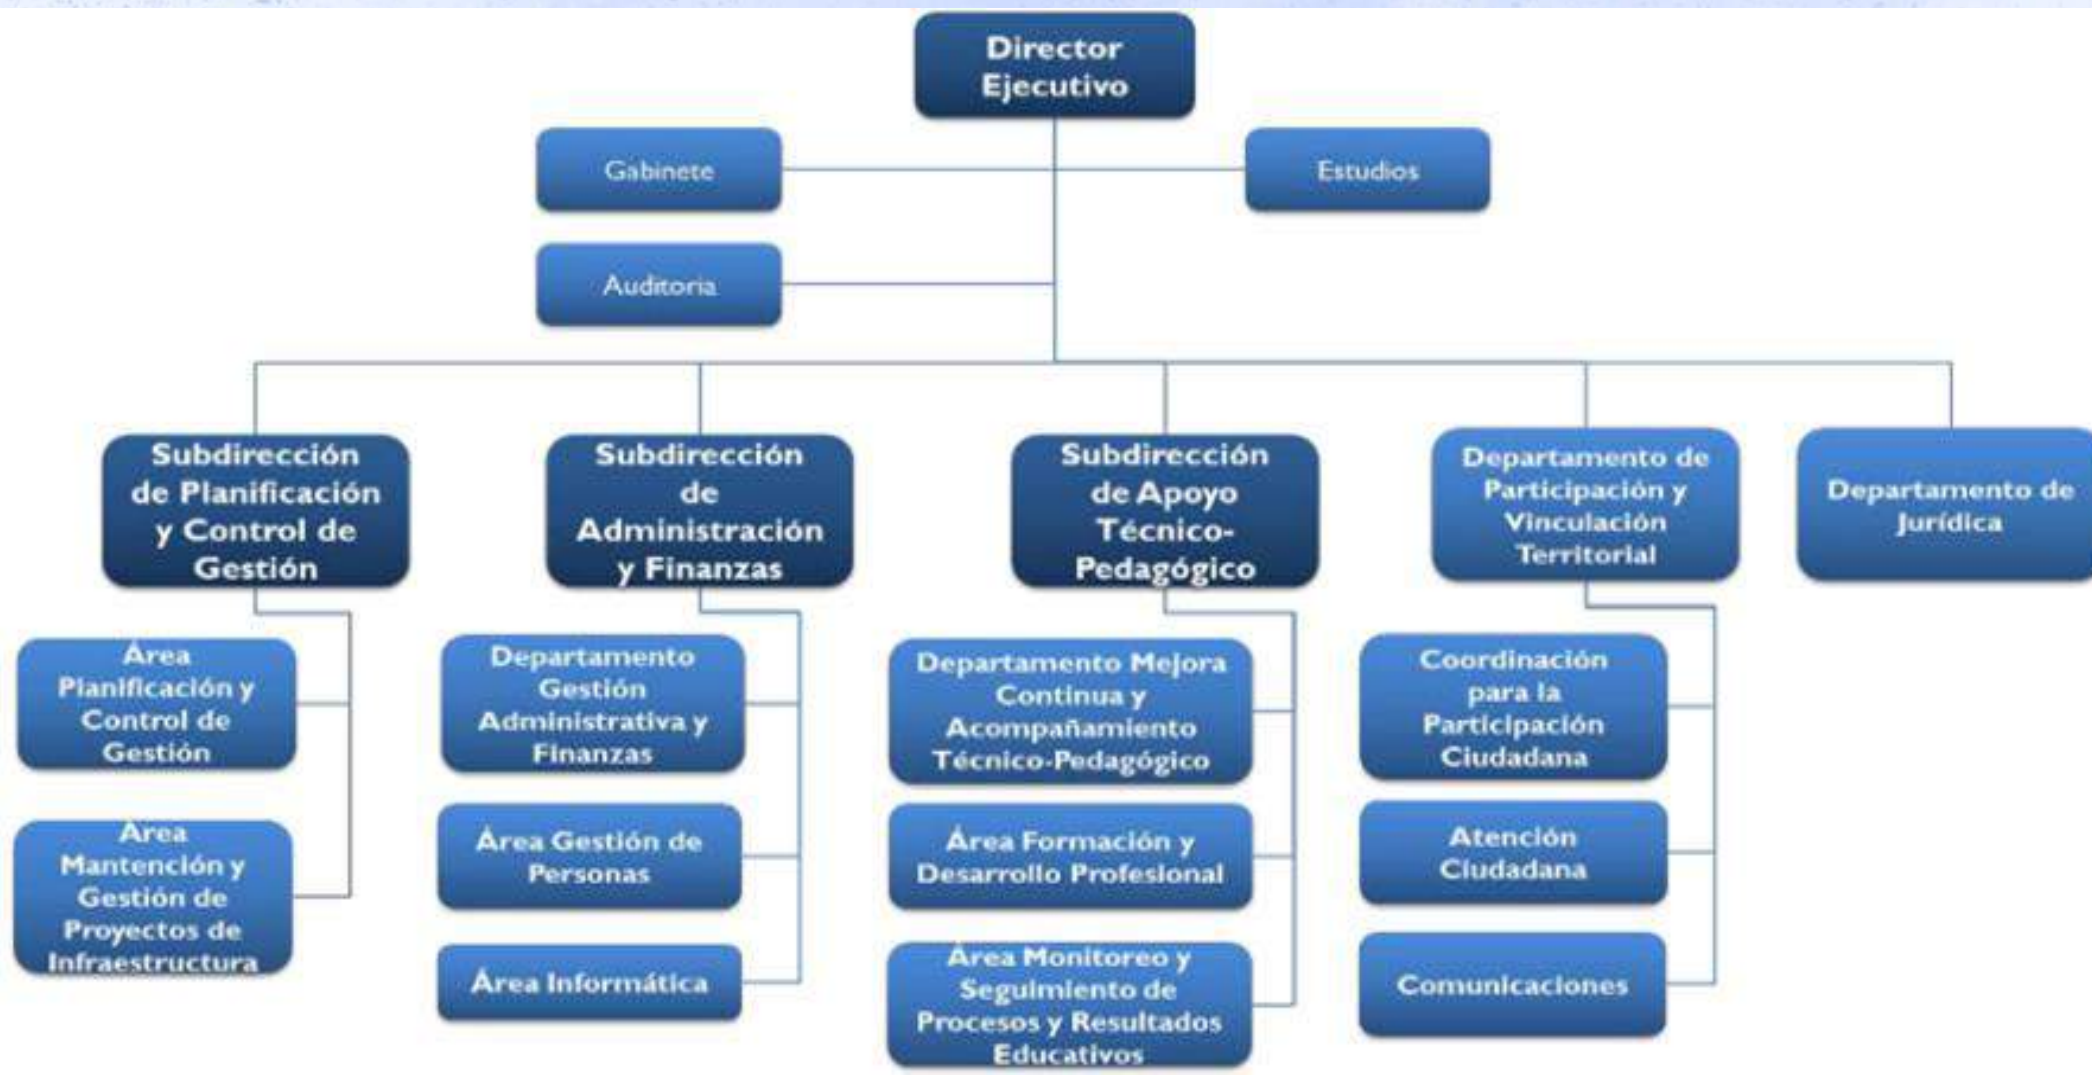 Director
Ejecutivo
Gabinete
Estudios
Auditoria
Subdirección
de Planificación
y Control de
Gestión
Subdirección
de
Administración
y Finanzas
Subdirección
de Apoyo
Técnico-
Pedagógico
Departamento de
Participación y
Vinculación
Territorial
Departamento de
Jurídica
Área
Planificación y
Control de
Gestión
Área
Mantención y
Gestión de
Proyectos de
Infraestructura
Departamento
Gestión
Administrativa y
Finanzas
Área Gestión de
Personas
Área Informática
Departamento Mejora
Continua y
Acompañamiento
Técnico-Pedagógico
Área Formación y
Desarrollo Profesional
Área Monitoreo y
Seguimiento de
Procesos y Resultados
Educativos
Coordinación
para la
Participación
Ciudadana
Atención
Ciudadana
Comunicaciones